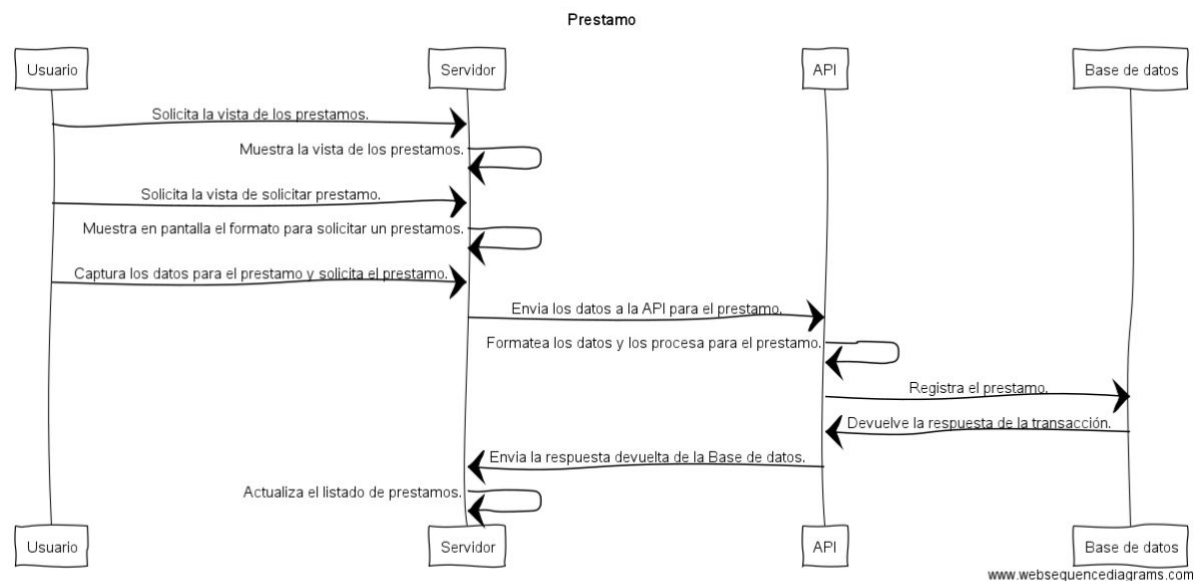 Prestamo
Usuario
Servidor
API
Base de datos
Solicita la vista de los prestamos.
Muestra la vista de los prestamos.
Solicita la vista de solicitar prestamo.
Muestra en pantalla el formato para solicitar un prestamos.
Captura los datos para el prestamo y solicita el prestamo.
Envia los datos a la API para el prestamo.
Formatea los datos y los procesa para el prestamo.
Registra el prestamo.
Devuelve la respuesta de la transacción.
Envia la respuesta devuelta de la Base de datos.
Actualiza el listado de prestamos.
Usuario
Servidor
API
Base de datos
www.websequencediagrams.com